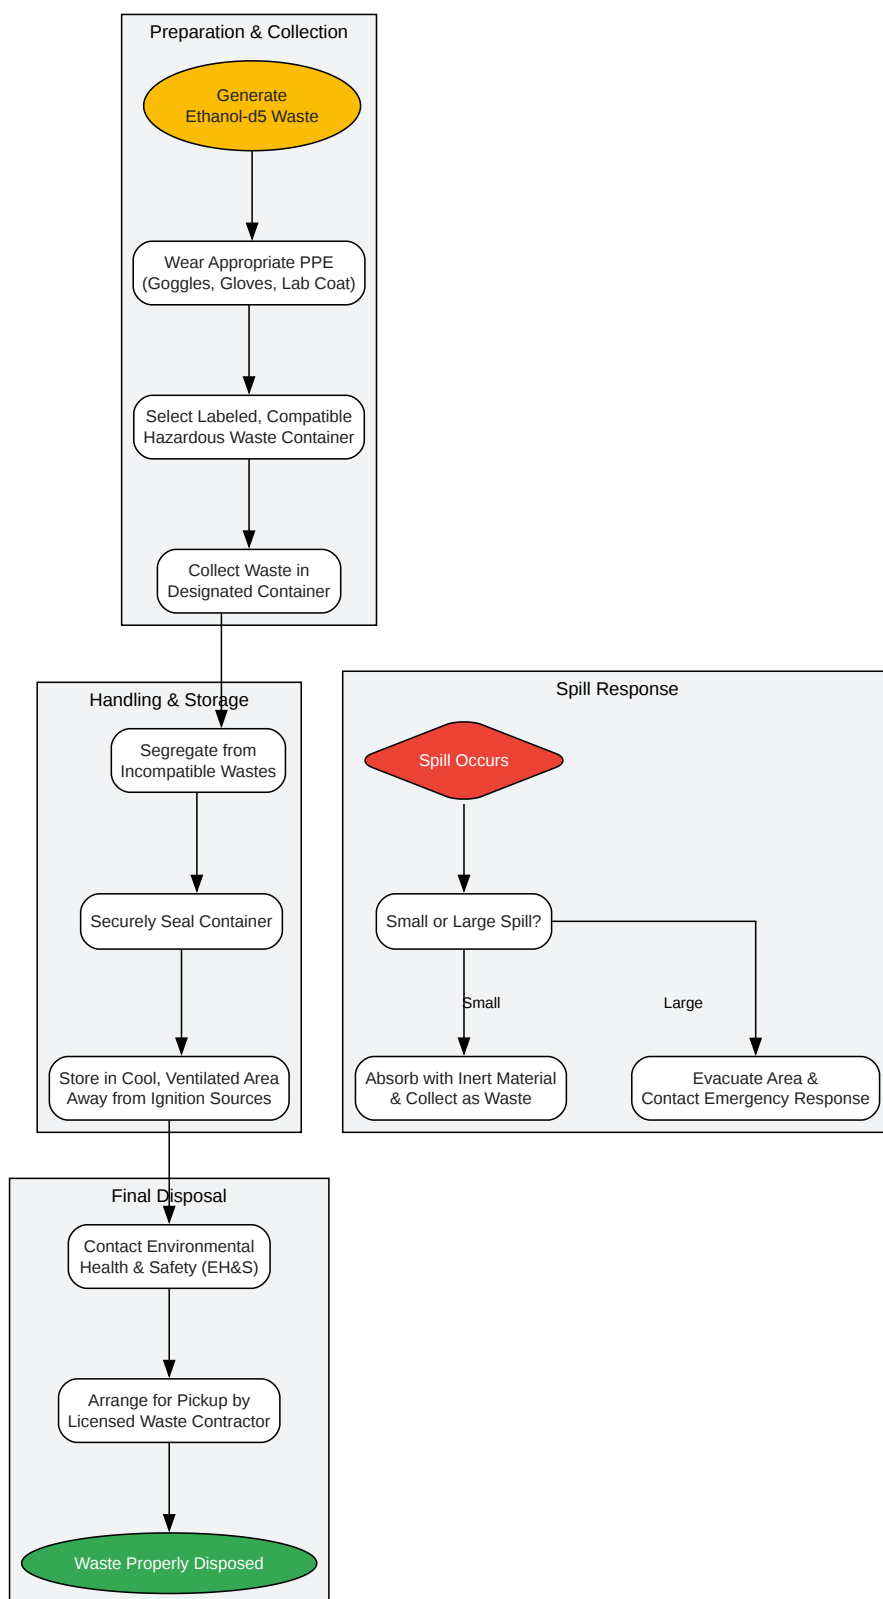 Preparation & Collection
Generate
Ethanol-d5 Waste
Wear Appropriate PPE
(Goggles, Gloves, Lab Coat)
Select Labeled, Compatible
Hazardous Waste Container
Collect Waste in
Designated Container
Handling & Storage
Segregate from
Incompatible Wastes
Securely Seal Container
Store in Cool, Ventilated Area
Away from Ignition Sources
Spill Response
Spill Occurs
Small or Large Spill?
Small
Large
Absorb with Inert Material
& Collect as Waste
Evacuate Area &
Contact Emergency Response
Final Disposal
Contact Environmental
Health & Safety (EH&S)
Arrange for Pickup by
Licensed Waste Contractor
Waste Properly Disposed